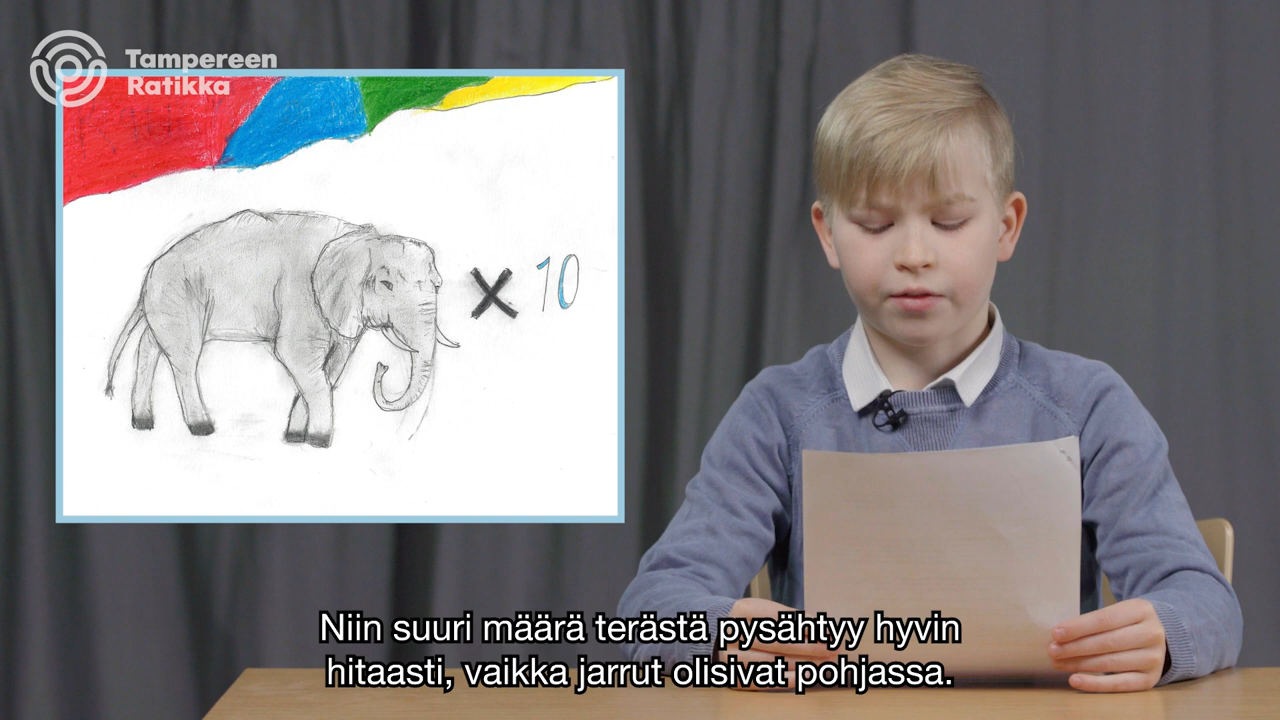 Tampereen
Ratikka
× 10
Niin suuri määrä terästä pysähtyy hyvin
hitaasti, vaikka jarrut olisivat pohjassa.